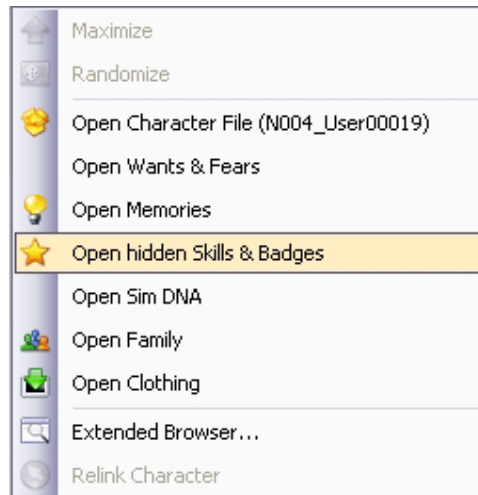 Maximize
Randomize
Open Character File (N004_User00019)
Open Wants & Fears
Open Memories
Open hidden Skills & Badges
Open Sim DNA
Open Family
Open Clothing
Extended Browser...
Relink Character